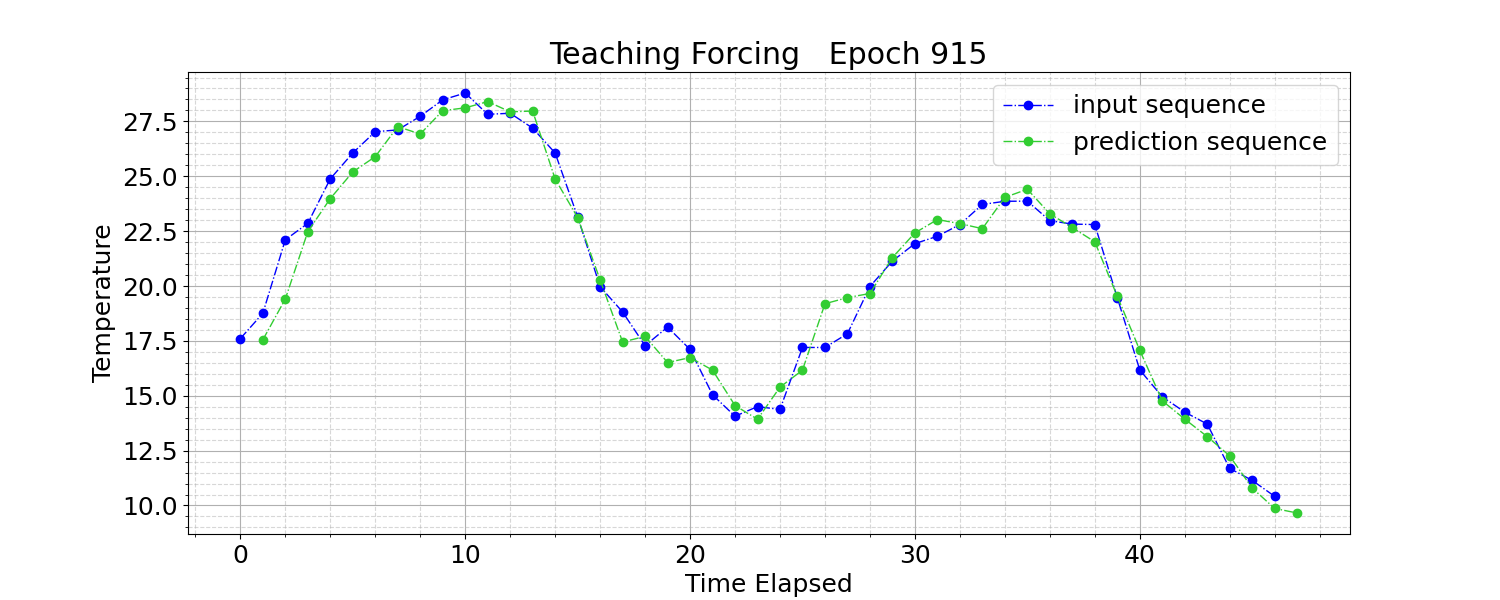 Teaching Forcing   Epoch 915
input sequence
prediction sequence
Temperature
27.5
25.0
22.5
20.0
17.5
15.0
12.5
10.0
0 10 20 30 40
Time Elapsed